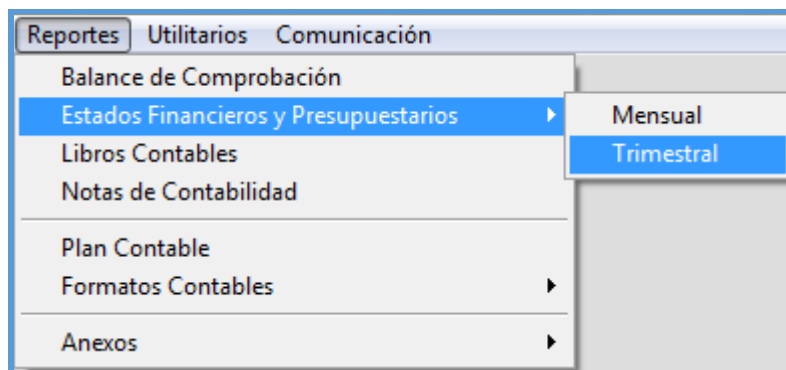 Reportes Utilitarios Comunicación
Balance de Comprobación
Estados Financieros y Presupuestarios
Mensual
Trimestral
Libros Contables
Notas de Contabilidad
Plan Contable
Formatos Contables
Anexos